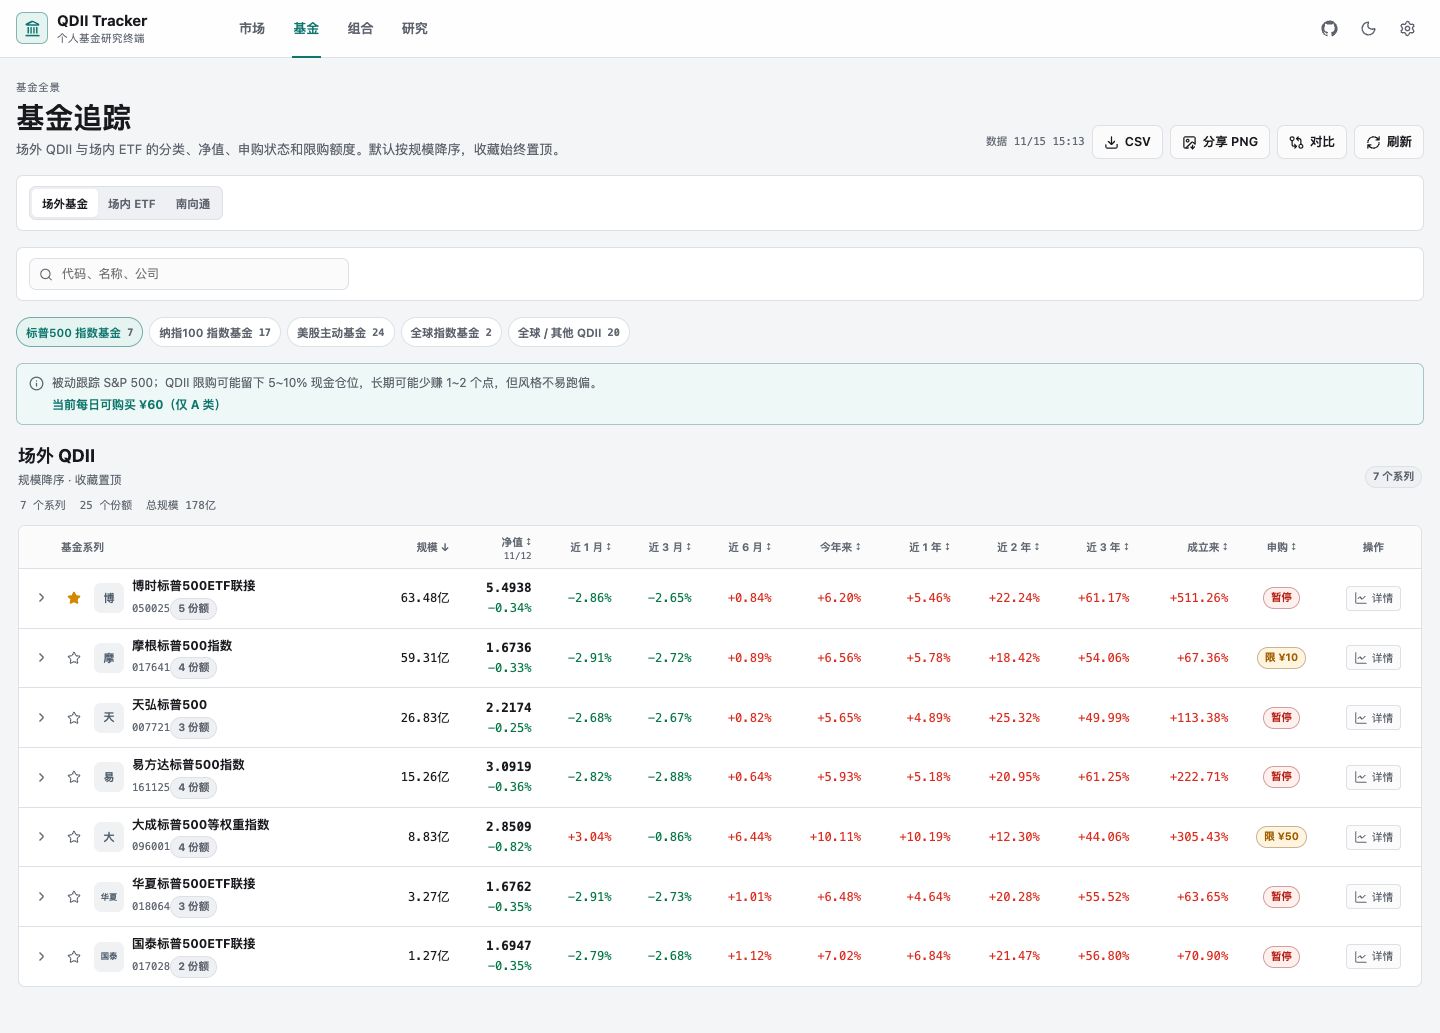 QDII Tracker
个人基金研究终端
市场 基金 组合 研究
基金全景
基金追踪
场外 QDII 与场内 ETF 的分类、净值、申购状态和限购额度。默认按规模降序，收藏始终置顶。
数据 11/15 15:13 CSV 分享 PNG 对比 刷新
场外基金 场内 ETF 南向通
代码、名称、公司
标普500 指数基金 7 纳指100 指数基金 17 美股主动基金 24 全球指数基金 2 全球 / 其他 QDII 20
被动跟踪 S&P 500；QDII 限购可能留下 5~10% 现金仓位，长期可能少赚 1~2 个点，但风格不易跑偏。
当前每日可购买 ¥60（仅 A 类）
场外 QDII
规模降序 · 收藏置顶
7 个系列
7 个系列 25 个份额 总规模 178亿
基金系列 规模 ↓ 净值 ↕ 近 1 月 ↕ 近 3 月 ↕ 近 6 月 ↕ 今年来 ↕ 近 1 年 ↕ 近 2 年 ↕ 近 3 年 ↕ 成立来 ↕ 申购 ↕ 操作
11/12
博 博时标普500ETF联接 050025 5 份额 63.48亿 5.4938 −0.34% −2.86% −2.65% +0.84% +6.20% +5.46% +22.24% +61.17% +511.26% 暂停 详情
摩 摩根标普500指数 017641 4 份额 59.31亿 1.6736 −0.33% −2.91% −2.72% +0.89% +6.56% +5.78% +18.42% +54.06% +67.36% 限 ¥10 详情
天 天弘标普500 007721 3 份额 26.83亿 2.2174 −0.25% −2.68% −2.67% +0.82% +5.65% +4.89% +25.32% +49.99% +113.38% 暂停 详情
易 易方达标普500指数 161125 4 份额 15.26亿 3.0919 −0.36% −2.82% −2.88% +0.64% +5.93% +5.18% +20.95% +61.25% +222.71% 暂停 详情
大 大成标普500等权重指数 096001 4 份额 8.83亿 2.8509 −0.82% +3.04% −0.86% +6.44% +10.11% +10.19% +12.30% +44.06% +305.43% 限 ¥50 详情
华夏 华夏标普500ETF联接 018064 3 份额 3.27亿 1.6762 −0.35% −2.91% −2.73% +1.01% +6.48% +4.64% +20.28% +55.52% +63.65% 暂停 详情
国泰 国泰标普500ETF联接 017028 2 份额 1.27亿 1.6947 −0.35% −2.79% −2.68% +1.12% +7.02% +6.84% +21.47% +56.80% +70.90% 暂停 详情